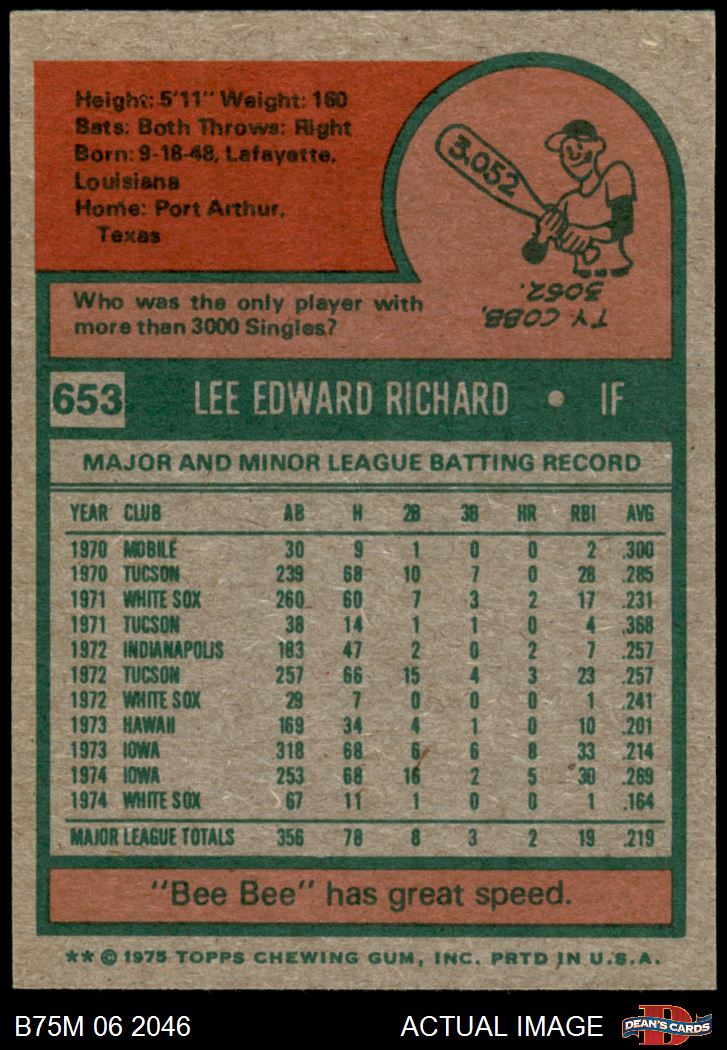 Height: 5'11" Weight: 160
Bats: Both Throws: Right
Born: 9-18-48, Lafayette,
Louisiana
Home: Port Arthur,
Texas
3,052
Who was the only player with
more than 3000 Singles?
TY COBB,
3052.
653 LEE EDWARD RICHARD • IF
MAJOR AND MINOR LEAGUE BATTING RECORD
YEAR CLUB AB H 2B 3B HR RBI AVG
1970 MOBILE 30 9 1 0 0 2 .300
1970 TUCSON 239 68 10 7 0 28 .285
1971 WHITE SOX 260 60 7 3 2 17 .231
1971 TUCSON 38 14 1 1 0 4 .368
1972 INDIANAPOLIS 183 47 2 0 2 7 .257
1972 TUCSON 257 66 15 4 3 23 .257
1972 WHITE SOX 29 7 0 0 0 1 .241
1973 HAWAII 169 34 4 1 0 10 .201
1973 IOWA 318 68 6 6 8 33 .214
1974 IOWA 253 68 16 2 5 30 .269
1974 WHITE SOX 67 11 1 0 0 1 .164
MAJOR LEAGUE TOTALS 356 78 8 3 2 19 .219
"Bee Bee" has great speed.
** © 1975 TOPPS CHEWING GUM, INC. PRTD IN U.S.A.
B75M 06 2046 ACTUAL IMAGE
D
DEAN'S CARDS